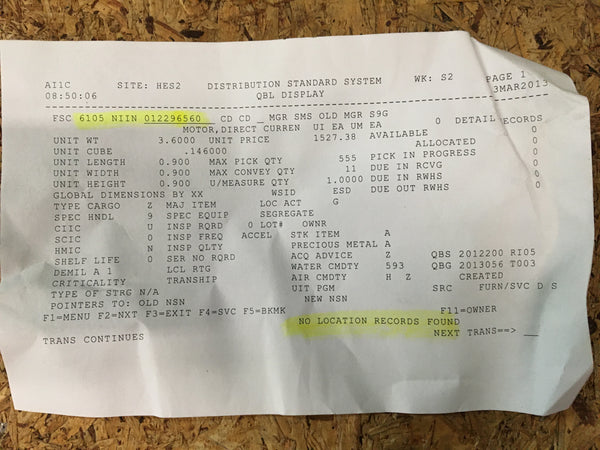 AI1C SITE: HES2 DISTRIBUTION STANDARD SYSTEM WK: S2 PAGE 1
08:50:06 QBL DISPLAY 3MAR2013
FSC 6105 NIIN 012296560_ CD CD _ MGR SMS OLD MGR S9G
MOTOR,DIRECT CURREN UI EA UM EA 0 DETAIL RECORDS
UNIT WT 3.6000 UNIT PRICE 1527.38 AVAILABLE 0
UNIT CUBE .146000 ALLOCATED 0
UNIT LENGTH 0.900 MAX PICK QTY 555 PICK IN PROGRESS 0
UNIT WIDTH 0.900 MAX CONVEY QTY 11 DUE IN RCVG 0
UNIT HEIGHT 0.900 U/MEASURE QTY 1.0000 DUE IN RWHS 0
GLOBAL DIMENSIONS BY XX WSID ESD DUE OUT RWHS 0
TYPE CARGO Z MAJ ITEM LOC ACT G
SPEC HNDL 9 SPEC EQUIP SEGREGATE
CIIC U INSP RQRD 0 LOT# OWNR
SCIC 0 INSP FREQ ACCEL STK ITEM A
HMIC N INSP QLTY PRECIOUS METAL A
SHELF LIFE 0 SER NO RQRD ACQ ADVICE Z QBS 2012200 RI05
DEMIL A 1 LCL RTG WATER CMDTY 593 QBG 2013056 T003
CRITICALITY TRANSHIP AIR CMDTY H Z CREATED
TYPE OF STRG N/A UIT PGM SRC FURN/SVC D S
POINTERS TO: OLD NSN NEW NSN
F1=MENU F2=NXT F3=EXIT F4=SVC F5=BKMK F11=OWNER
NO LOCATION RECORDS FOUND
TRANS CONTINUES NEXT TRANS==> __